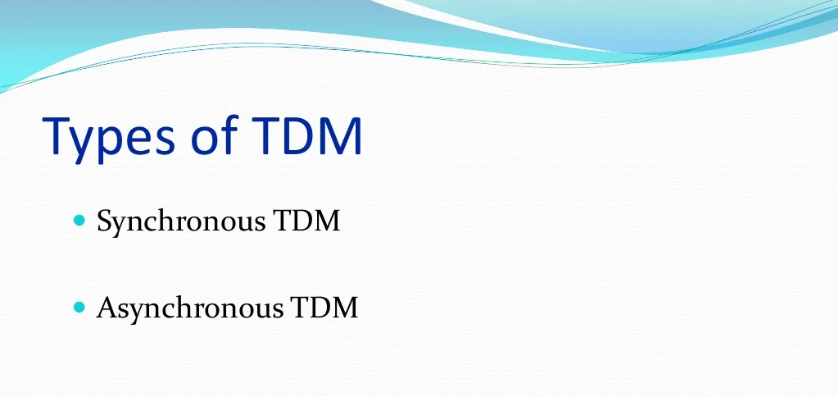 Types of TDM
Synchronous TDM
Asynchronous TDM